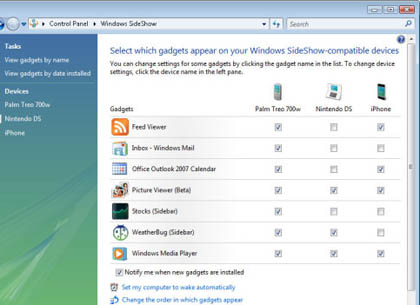 Control Panel ▸ Windows SideShow
Search
Tasks
View gadgets by name
View gadgets by date installed
Devices
Palm Treo 700w
Nintendo DS
iPhone
Select which gadgets appear on your Windows SideShow-compatible devices
You can change settings for some gadgets by clicking the gadget name in the list. To change device
settings, click the device name in the left pane.
Gadgets Palm Treo 700w Nintendo DS iPhone
Feed Viewer
Inbox - Windows Mail
Office Outlook 2007 Calendar
Picture Viewer (Beta)
Stocks (Sidebar)
WeatherBug (Sidebar)
Windows Media Player
Notify me when new gadgets are installed
Set my computer to wake automatically
Change the order in which gadgets appear